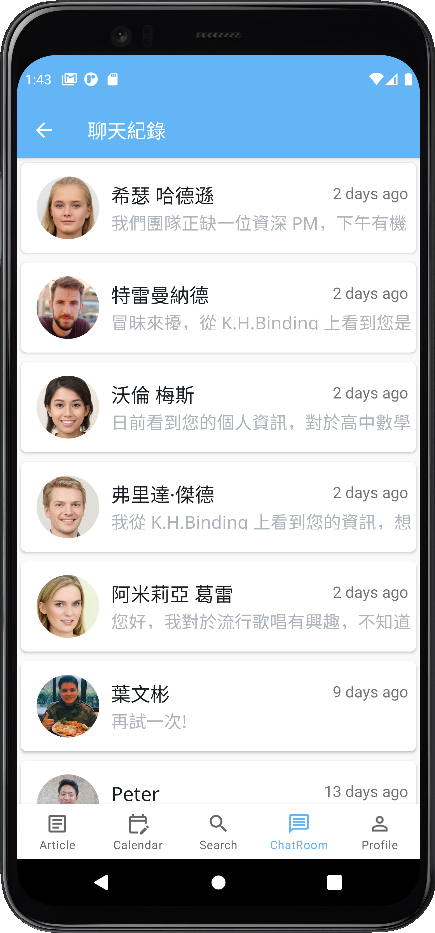 1:43
聊天紀錄
希瑟 哈德遜
2 days ago
我們團隊正缺一位資深 PM，下午有機
特雷曼納德
2 days ago
冒昧來擾，從 K.H.Binding 上看到您是
沃倫 梅斯
2 days ago
日前看到您的個人資訊，對於高中數學
弗里達·傑德
2 days ago
我從 K.H.Binding 上看到您的資訊，想
阿米莉亞 葛雷
2 days ago
您好，我對於流行歌唱有興趣，不知道
葉文彬
9 days ago
再試一次!
Peter
13 days ago
Article
Calendar
Search
ChatRoom
Profile